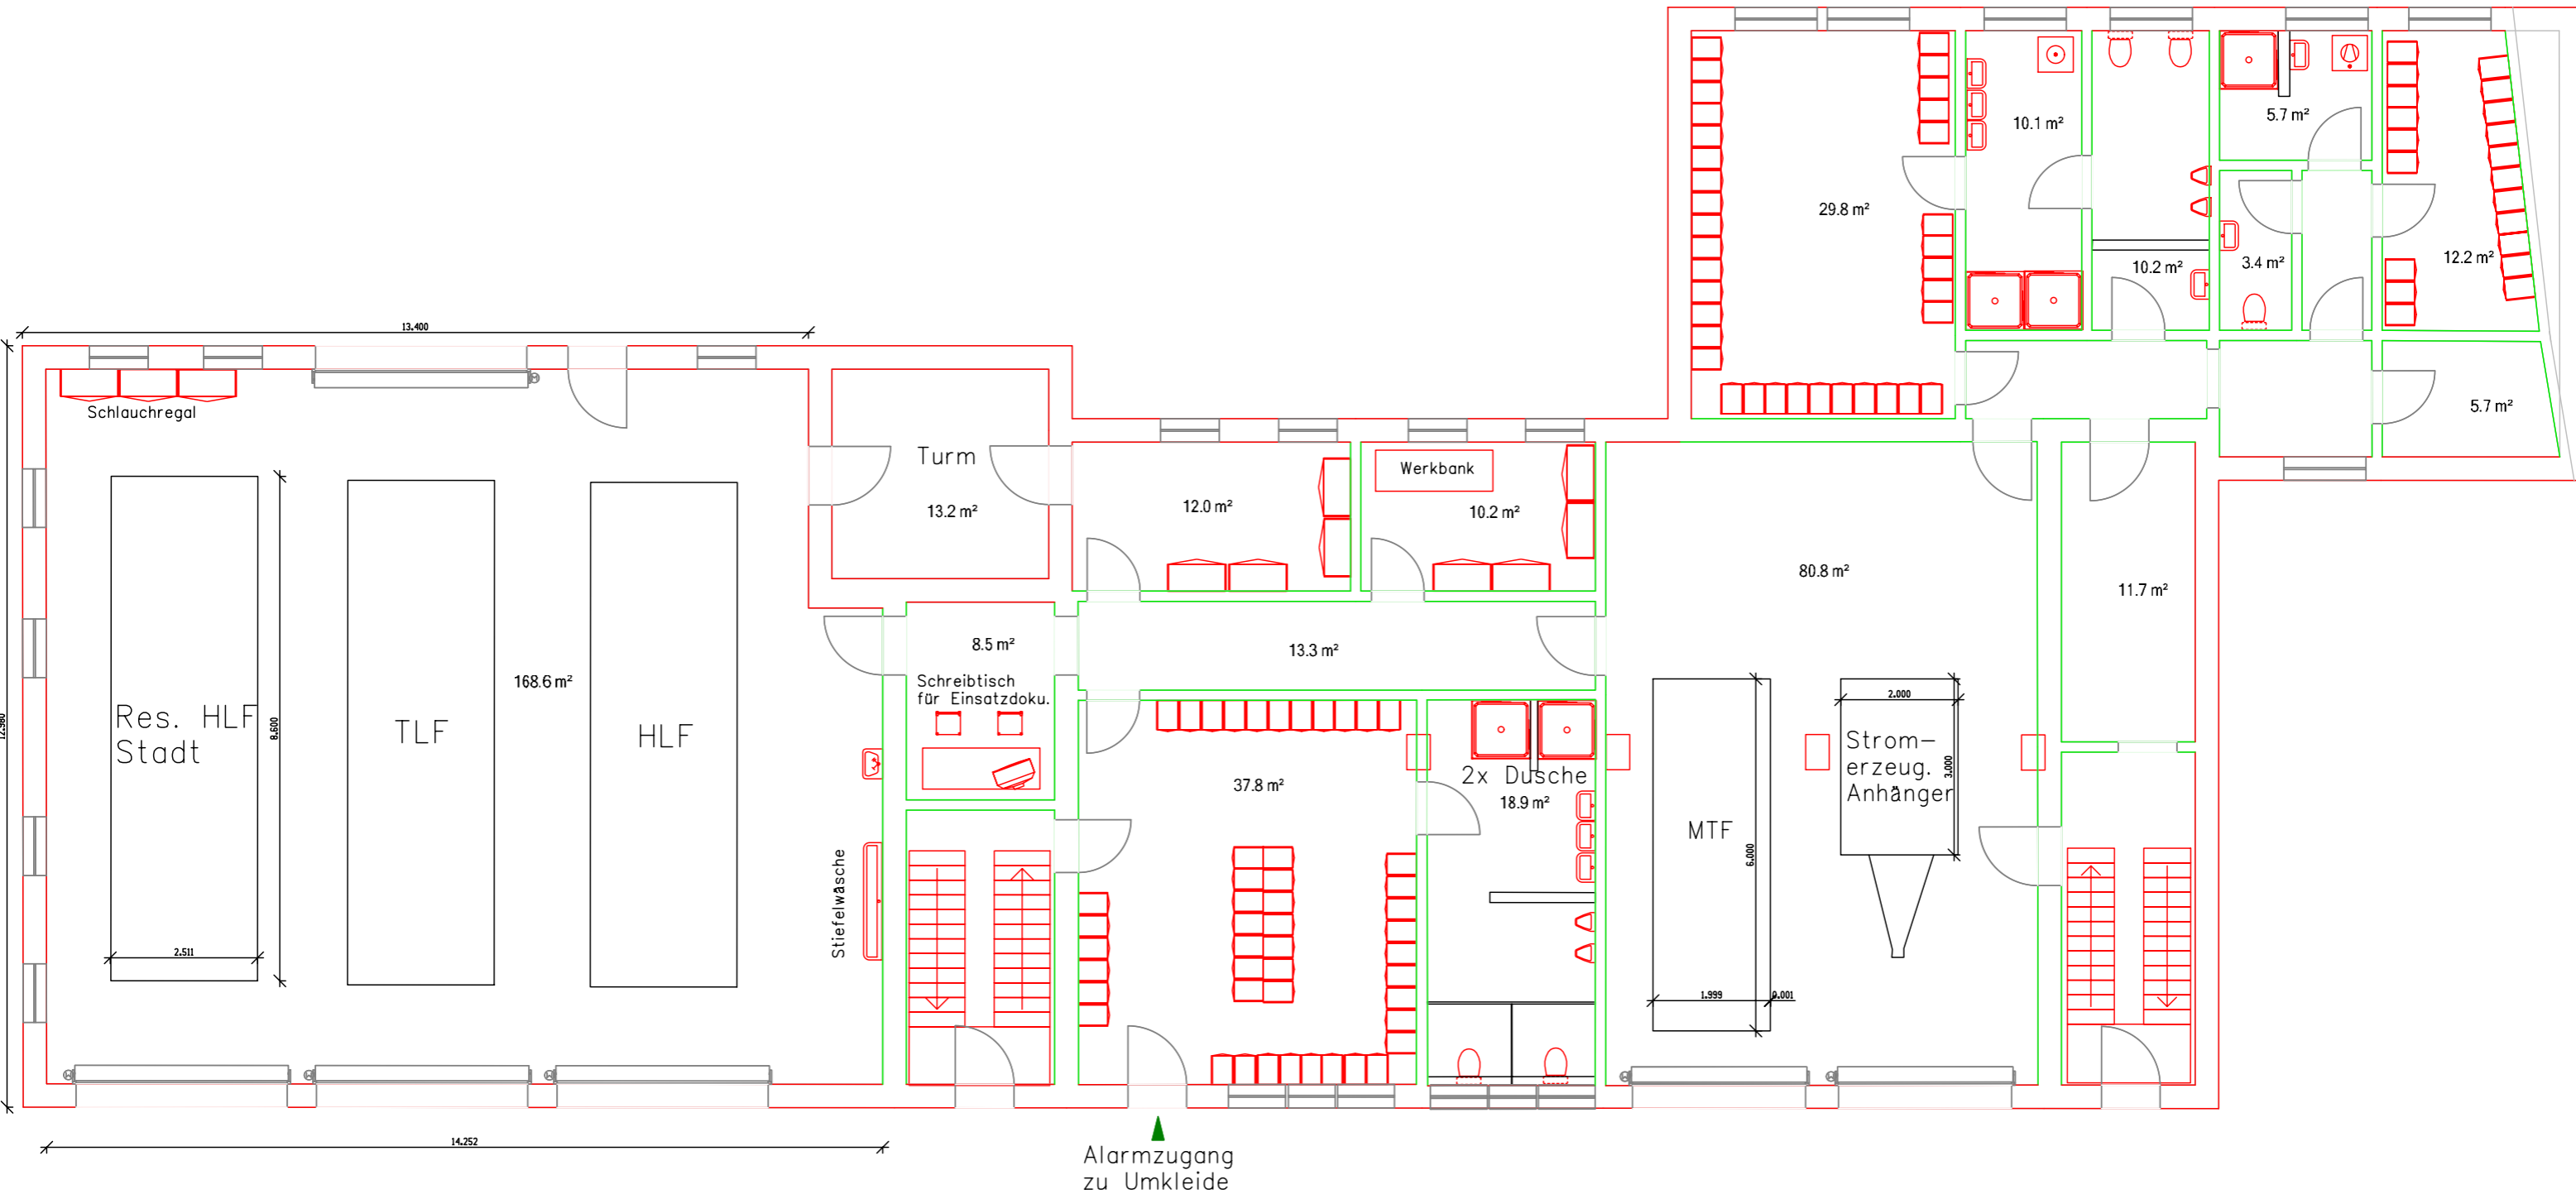 5.7 m²
10.1 m²
29.8 m²
10.2 m²
3.4 m²
12.2 m²
13.400
Schlauchregal
5.7 m²
Turm
13.2 m²
12.0 m²
Werkbank
10.2 m²
80.8 m²
11.7 m²
8.5 m²
13.3 m²
168.6 m²
Schreibtisch
für Einsatzdoku.
2.000
Res. HLF
Stadt
12.980
8.600
TLF
HLF
Strom-
erzeug.
Anhänger
3.000
2x Dusche
37.8 m²
18.9 m²
MTF
6.000
Stiefelwäsche
2.511
1.999
0.001
14.252
Alarmzugang
zu Umkleide